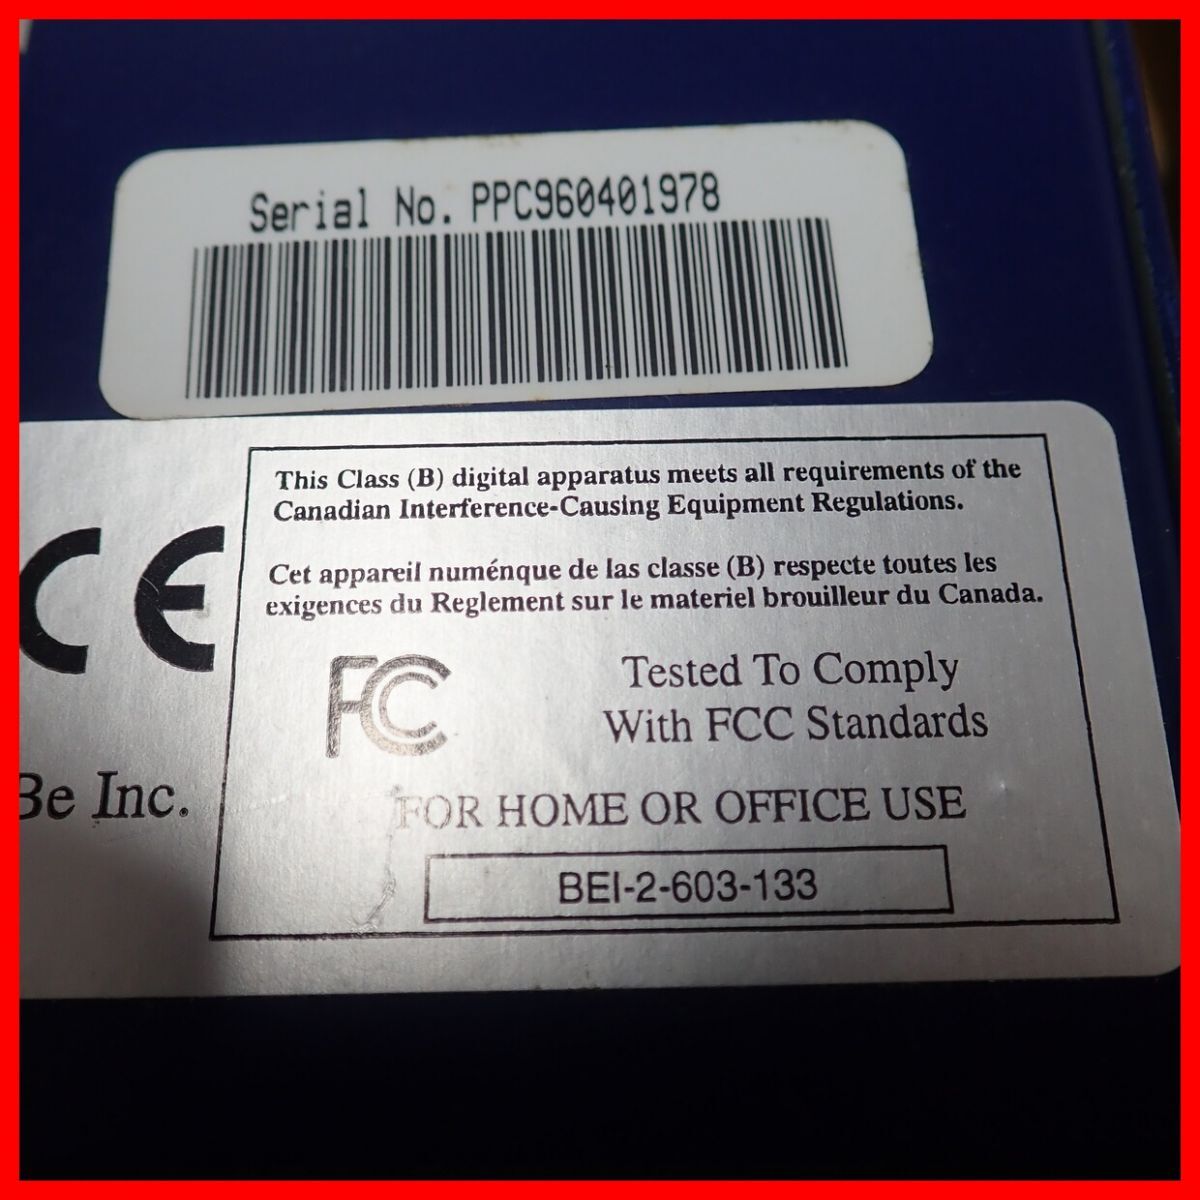 Serial No. PPC960401978
This Class (B) digital apparatus meets all requirements of the
Canadian Interference-Causing Equipment Regulations.
Cet appareil numénque de las classe (B) respecte toutes les
exigences du Reglement sur le materiel brouilleur du Canada.
CE
FC
Tested To Comply
With FCC Standards
Be Inc.
FOR HOME OR OFFICE USE
BEI-2-603-133